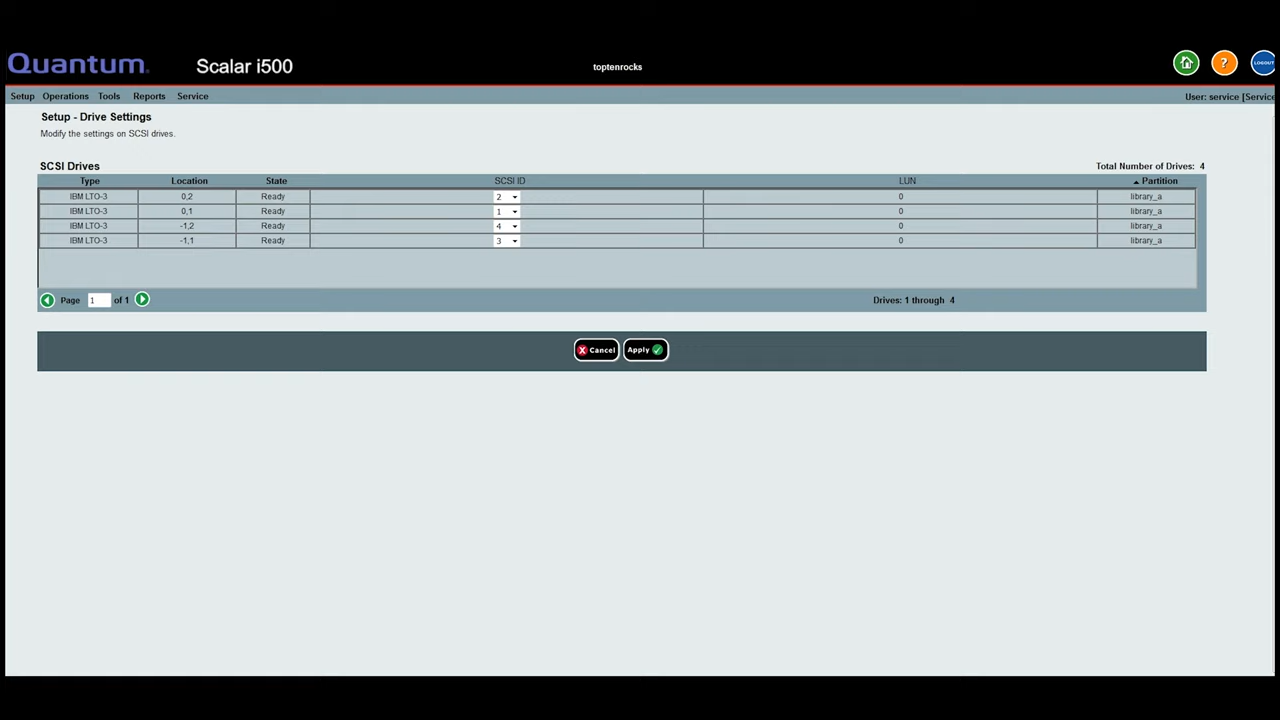 Quantum. Scalar i500 toptenrocks ? LOGOUT
Setup Operations Tools Reports Service User: service [Service
Setup - Drive Settings
Modify the settings on SCSI drives.
SCSI Drives Total Number of Drives: 4
Type Location State SCSI ID LUN Partition
IBM LTO-3 0,2 Ready 2 0 library_a
IBM LTO-3 0,1 Ready 1 0 library_a
IBM LTO-3 -1,2 Ready 4 0 library_a
IBM LTO-3 -1,1 Ready 3 0 library_a
Page 1 of 1 Drives: 1 through 4
Cancel Apply